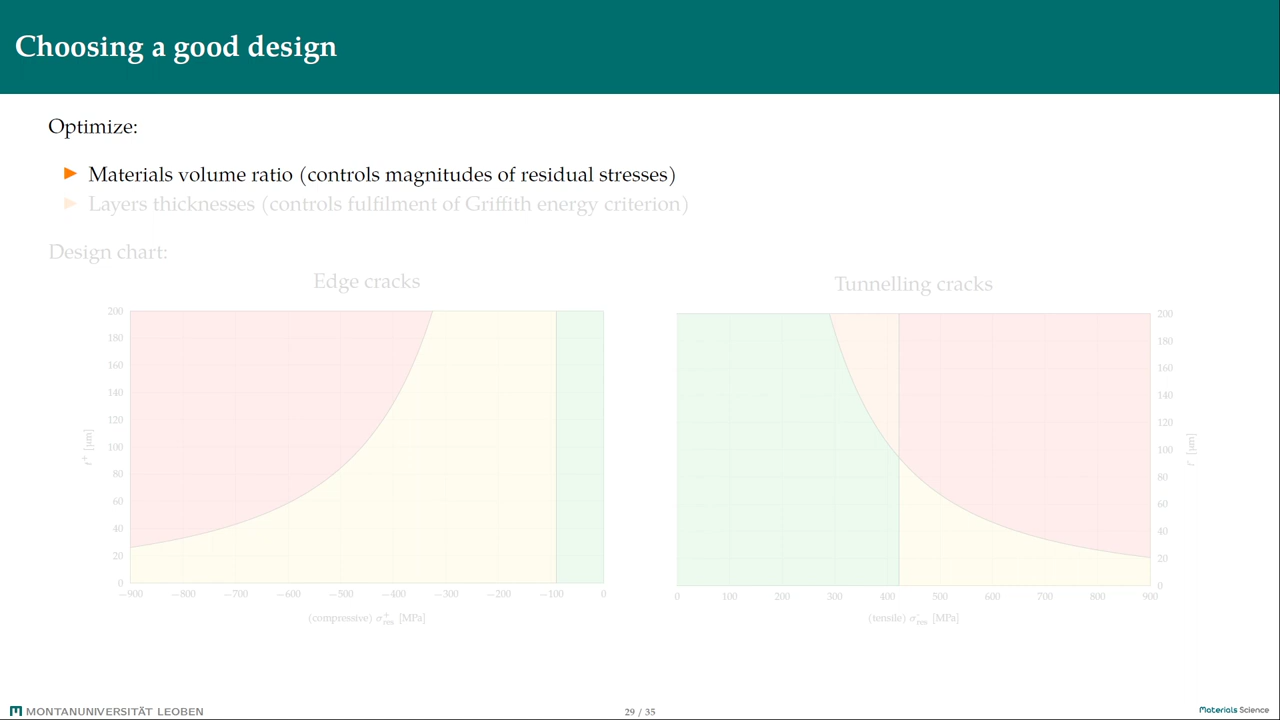 Choosing a good design
Optimize:
Materials volume ratio (controls magnitudes of residual stresses)
Layers thicknesses (controls fulfilment of Griffith energy criterion)
Design chart:
Edge cracks
Tunnelling cracks
200
180
160
140
120
100
80
60
40
20
0
t⁺ [µm]
−900 −800 −700 −600 −500 −400 −300 −200 −100 0
(compressive) σ⁺res [MPa]
200
180
160
140
120
100
80
60
40
20
0
t⁻ [µm]
0 100 200 300 400 500 600 700 800 900
(tensile) σ⁻res [MPa]
MONTANUNIVERSITÄT LEOBEN
29 / 35
Materials Science